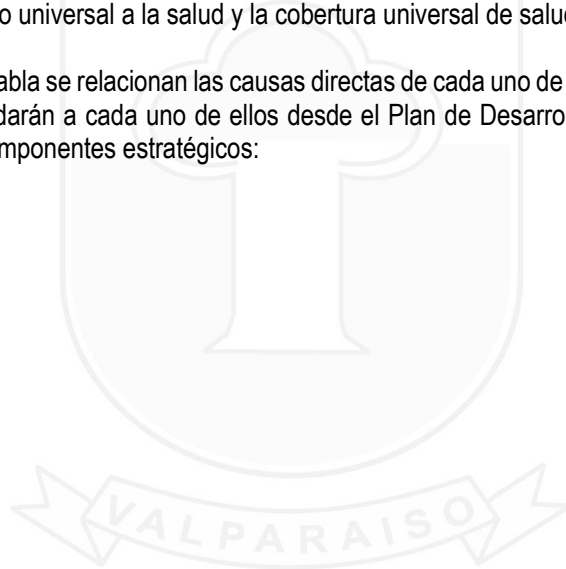 o universal a la salud y la cobertura universal de salud
abla se relacionan las causas directas de cada uno de
darán a cada uno de ellos desde el Plan de Desarro
mponentes estratégicos:
VALPARAISO